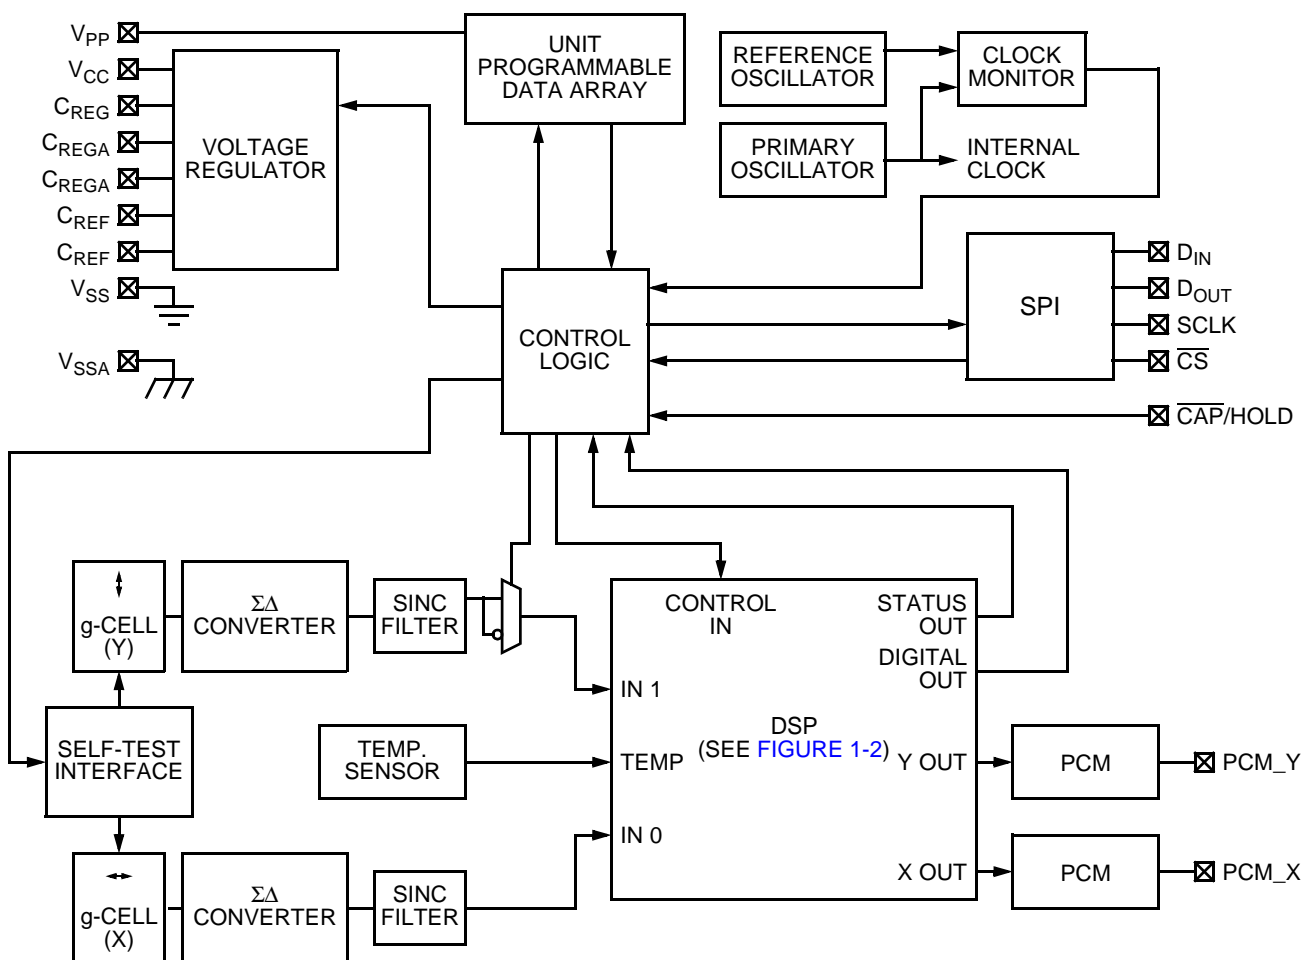 VPP
VCC
CREG
CREGA
CREGA
CREF
CREF
VSS
VSSA
VOLTAGE
REGULATOR
UNIT
PROGRAMMABLE
DATA ARRAY
REFERENCE
OSCILLATOR
CLOCK
MONITOR
PRIMARY
OSCILLATOR
INTERNAL
CLOCK
CONTROL
LOGIC
SPI
DIN
DOUT
SCLK
CS
CAP/HOLD
g-CELL
(Y)
ΣΔ
CONVERTER
SINC
FILTER
SELF-TEST
INTERFACE
TEMP.
SENSOR
g-CELL
(X)
ΣΔ
CONVERTER
SINC
FILTER
CONTROL
IN
STATUS
OUT
DIGITAL
OUT
IN 1
DSP
(SEE FIGURE 1-2)
TEMP
Y OUT
IN 0
X OUT
PCM
PCM_Y
PCM
PCM_X